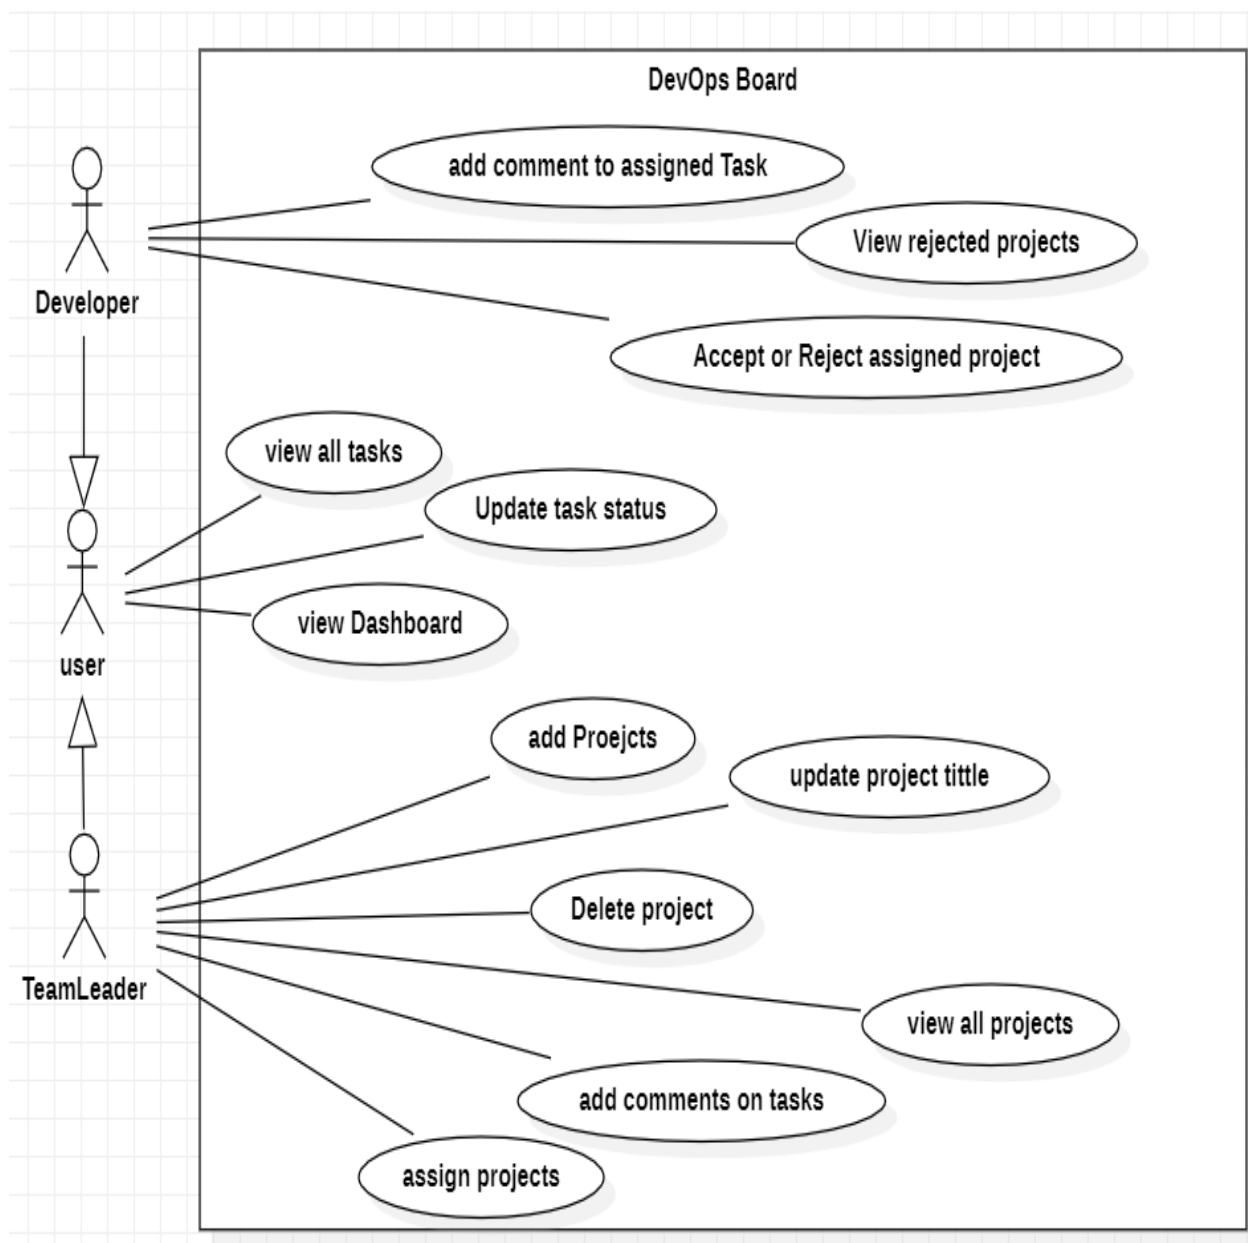 DevOps Board
add comment to assigned Task
View rejected projects
Developer
Accept or Reject assigned project
view all tasks
Update task status
view Dashboard
user
add Proejcts
update project tittle
Delete project
TeamLeader
view all projects
add comments on tasks
assign projects